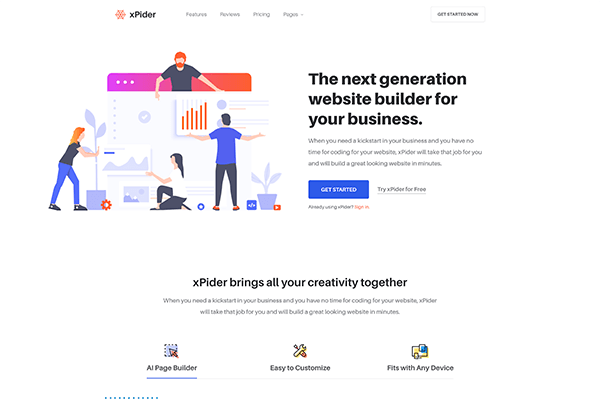 xPider
Features Reviews Pricing Pages
GET STARTED NOW
The next generation
website builder for
your business.
When you need a kickstart in your business and you have no
time for coding for your website, xPider will take that job for you
and will build a great looking website in minutes.
GET STARTED Try xPider for Free
Already using xPider? Sign in.
xPider brings all your creativity together
When you need a kickstart in your business and you have no time for coding for your website, xPider
will take that job for you and will build a great looking website in minutes.
AI Page Builder Easy to Customize Fits with Any Device